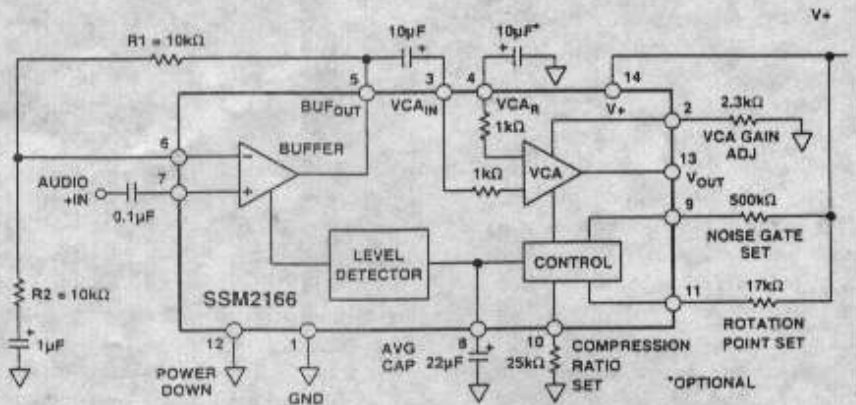 V+
10µF
10µF*
R1 = 10kΩ
5
3
4
14
BUFOUT
VCAIN
VCAR
V+
2
2.3kΩ
VCA GAIN
ADJ
1kΩ
6
BUFFER
−
+
VCA
13
VOUT
AUDIO
+IN
7
0.1µF
1kΩ
9
500kΩ
NOISE GATE
SET
LEVEL
DETECTOR
CONTROL
R2 = 10kΩ
SSM2166
11
17kΩ
ROTATION
POINT SET
+
1µF
12
1
8
10
POWER
DOWN
GND
AVG
CAP
22µF
+
25kΩ
COMPRESSION
RATIO
SET
*OPTIONAL